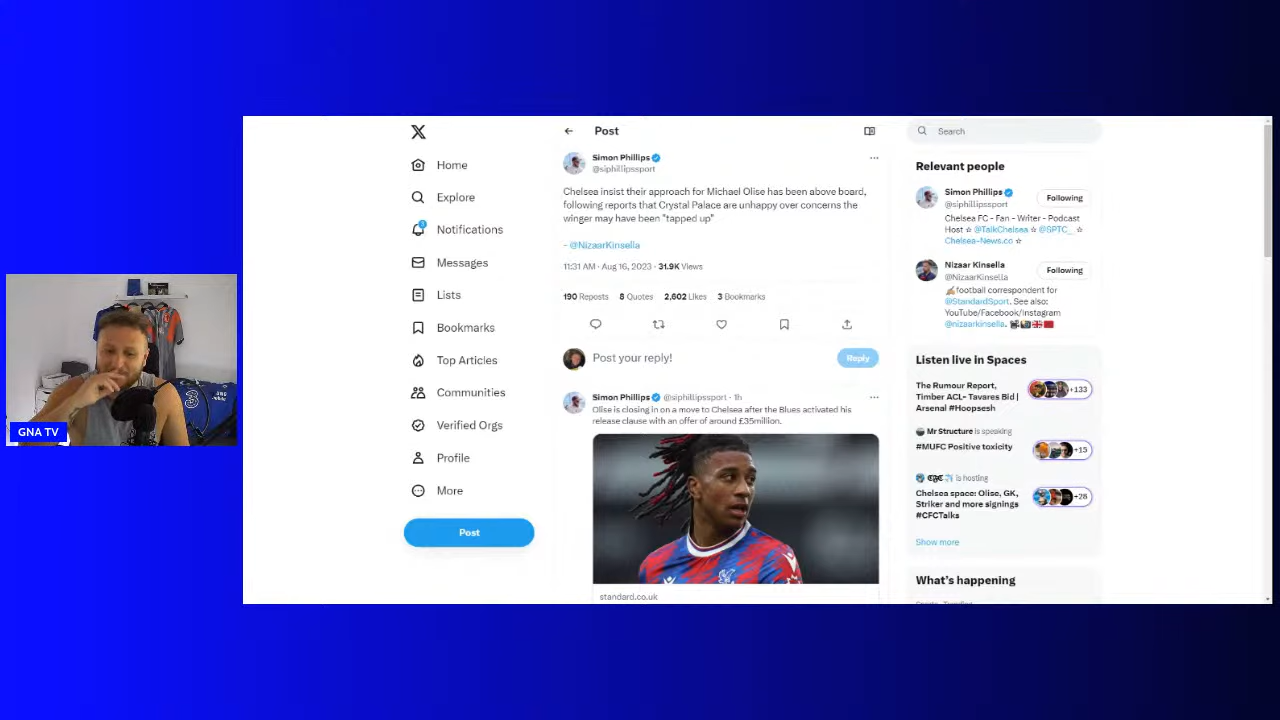 X
Home
Explore
Notifications
Messages
Lists
Bookmarks
Top Articles
Communities
Verified Orgs
Profile
More
Post
Post
Simon Phillips
@siphillipssport
Chelsea insist their approach for Michael Olise has been above board,
following reports that Crystal Palace are unhappy over concerns the
winger may have been "tapped up"
- @NizaarKinsella
11:31 AM · Aug 16, 2023 · 31.9K Views
190 Reposts 8 Quotes 2,602 Likes 3 Bookmarks
Post your reply!
Reply
Simon Phillips @siphillipssport · 1h
Olise is closing in on a move to Chelsea after the Blues activated his
release clause with an offer of around £35million.
standard.co.uk
Search
Relevant people
Simon Phillips
@siphillipssport
Following
Chelsea FC - Fan - Writer - Podcast
Host ☆ @TalkChelsea ☆ @SPTC_ ☆
Chelsea-News.co ☆
Nizaar Kinsella
@NizaarKinsella
Following
football correspondent for
@StandardSport. See also:
YouTube/Facebook/Instagram
@nizaarkinsella.
Listen live in Spaces
The Rumour Report,
Timber ACL- Tavares Bid |
Arsenal #Hoopsesh
+133
Mr Structure is speaking
#MUFC Positive toxicity
+15
is hosting
Chelsea space: Olise, GK,
Striker and more signings
#CFCTalks
+26
Show more
What's happening
GNA TV
3